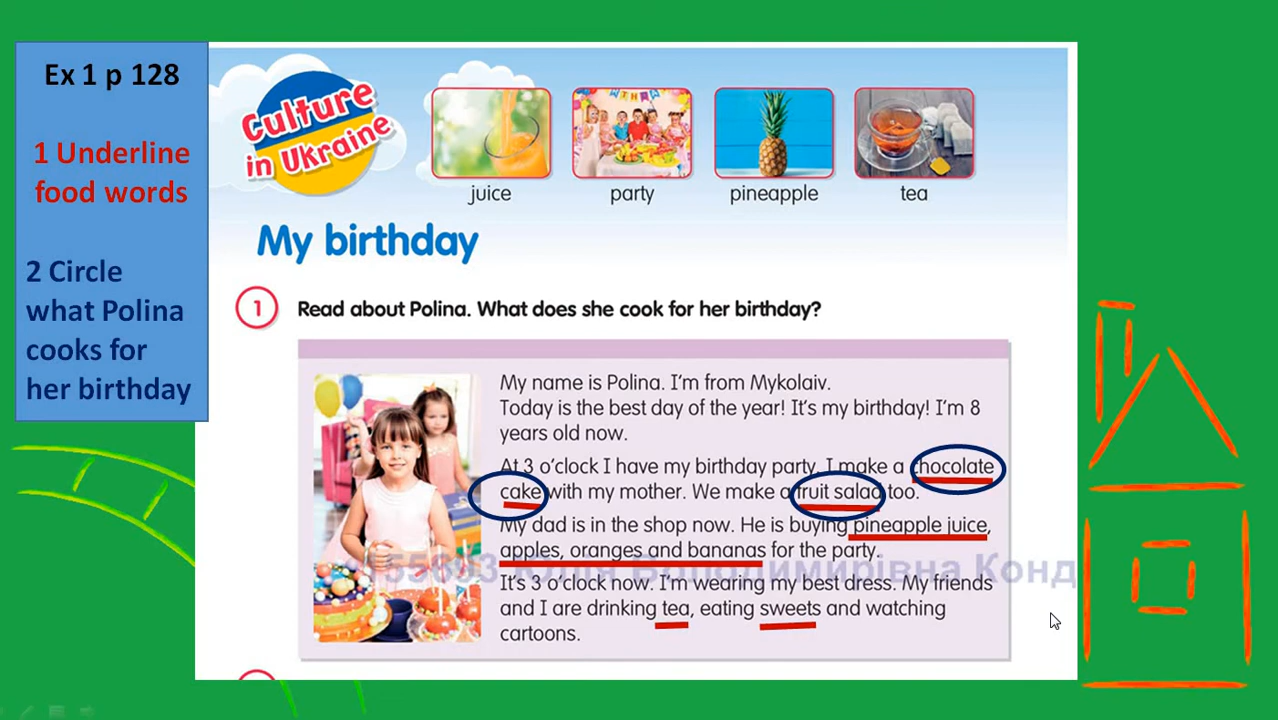 Ex 1 p 128
1 Underline
food words
2 Circle
what Polina
cooks for
her birthday
Culture
in Ukraine
juice
party
pineapple
tea
My birthday
1
Read about Polina. What does she cook for her birthday?
My name is Polina. I'm from Mykolaiv.
Today is the best day of the year! It's my birthday! I'm 8
years old now.
At 3 o'clock I have my birthday party. I make a chocolate
cake with my mother. We make a fruit salad too.
My dad is in the shop now. He is buying pineapple juice,
apples, oranges and bananas for the party.
It's 3 o'clock now. I'm wearing my best dress. My friends
and I are drinking tea, eating sweets and watching
cartoons.
Володимирівна Конд